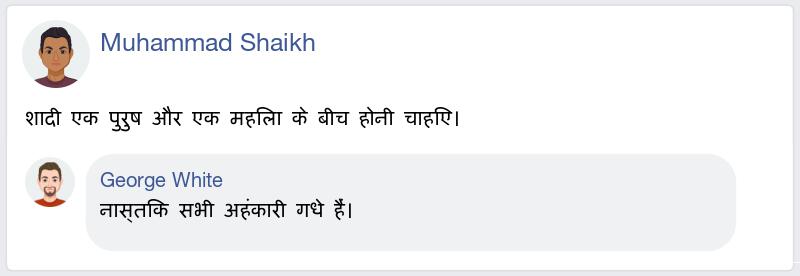 Muhammad Shaikh
शादी एक पुरुष और एक महिला के बीच होनी चाहिए।
George White
नास्तिक सभी अहंकारी गधे हैं।